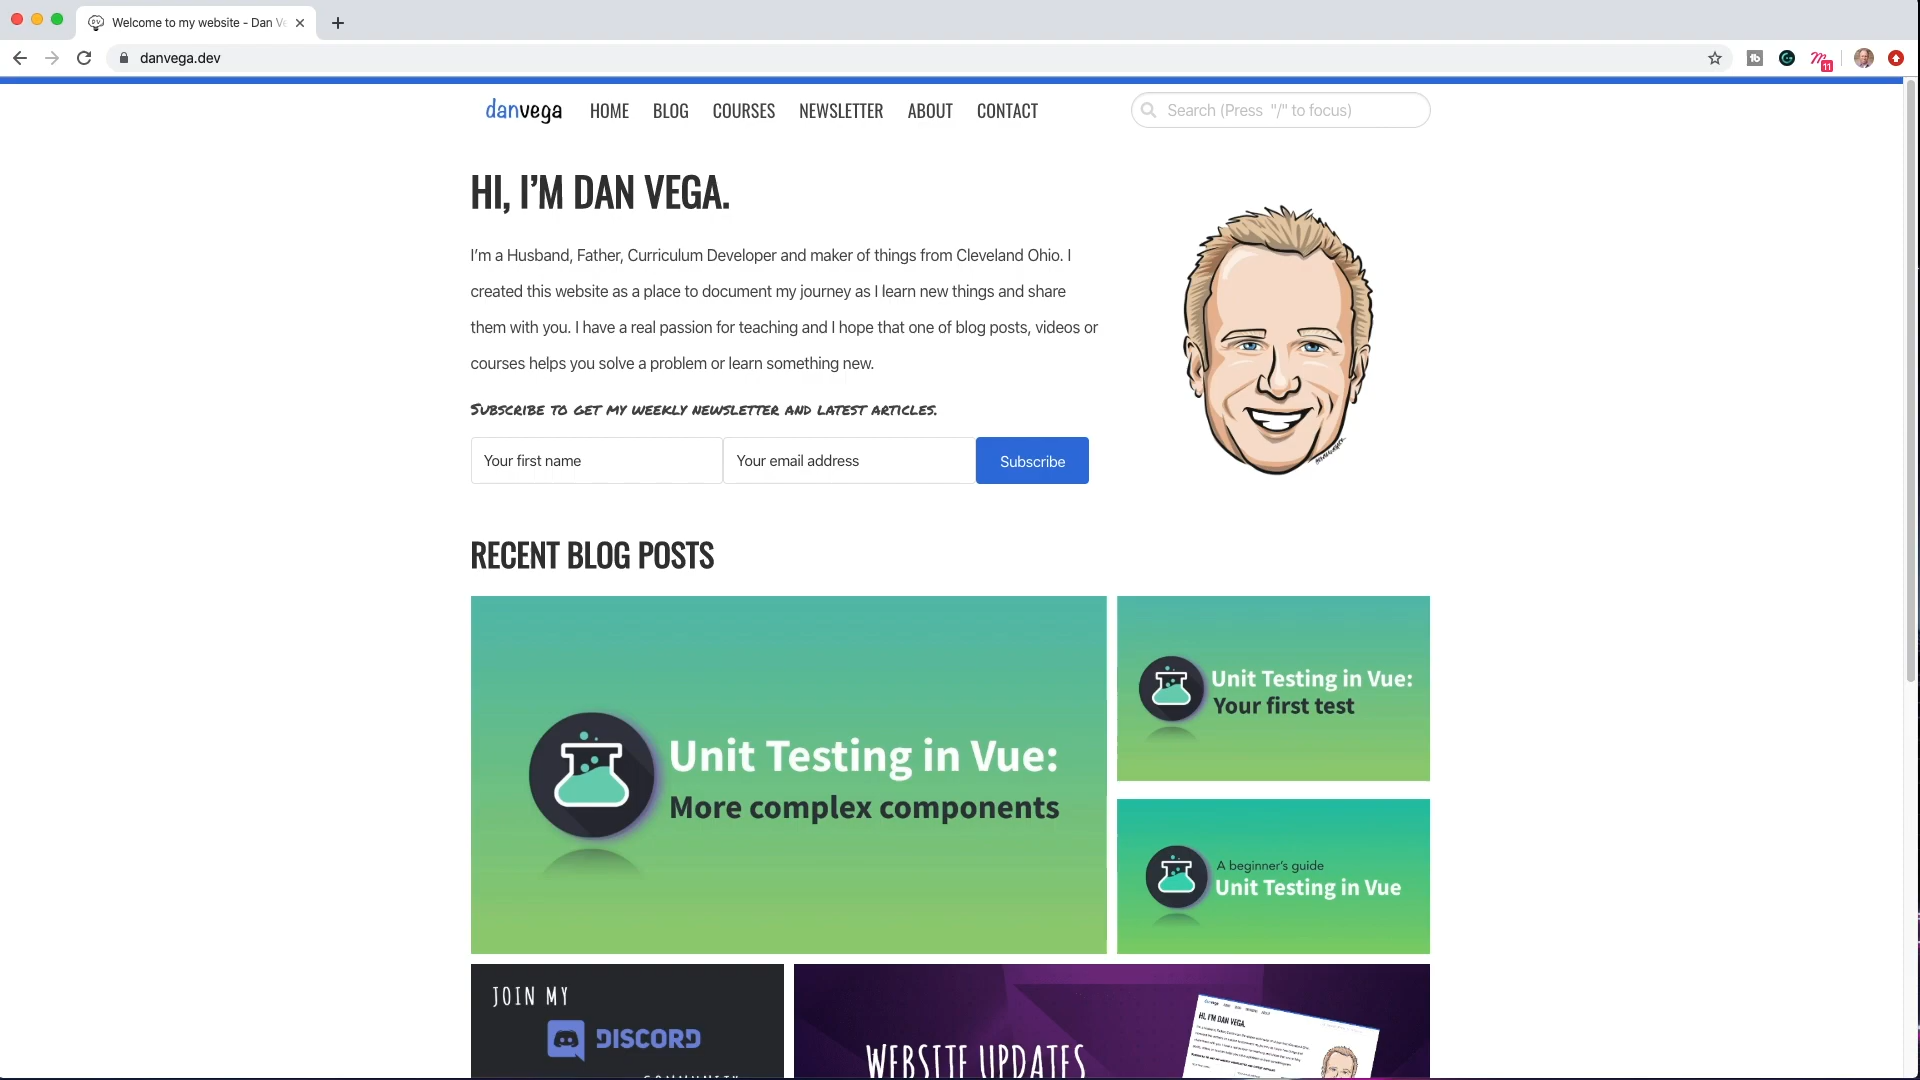 Welcome to my website - Dan Ve
danvega.dev
11
danvega HOME BLOG COURSES NEWSLETTER ABOUT CONTACT
Search (Press "/" to focus)
HI, I'M DAN VEGA.
I'm a Husband, Father, Curriculum Developer and maker of things from Cleveland Ohio. I
created this website as a place to document my journey as I learn new things and share
them with you. I have a real passion for teaching and I hope that one of blog posts, videos or
courses helps you solve a problem or learn something new.
Subscribe to get my weekly newsletter and latest articles.
Your first name
Your email address
Subscribe
RECENT BLOG POSTS
Unit Testing in Vue:
More complex components
Unit Testing in Vue:
Your first test
A beginner's guide
Unit Testing in Vue
JOIN MY
DISCORD
COMMUNITY
WEBSITE UPDATES
HI, I'M DAN VEGA.